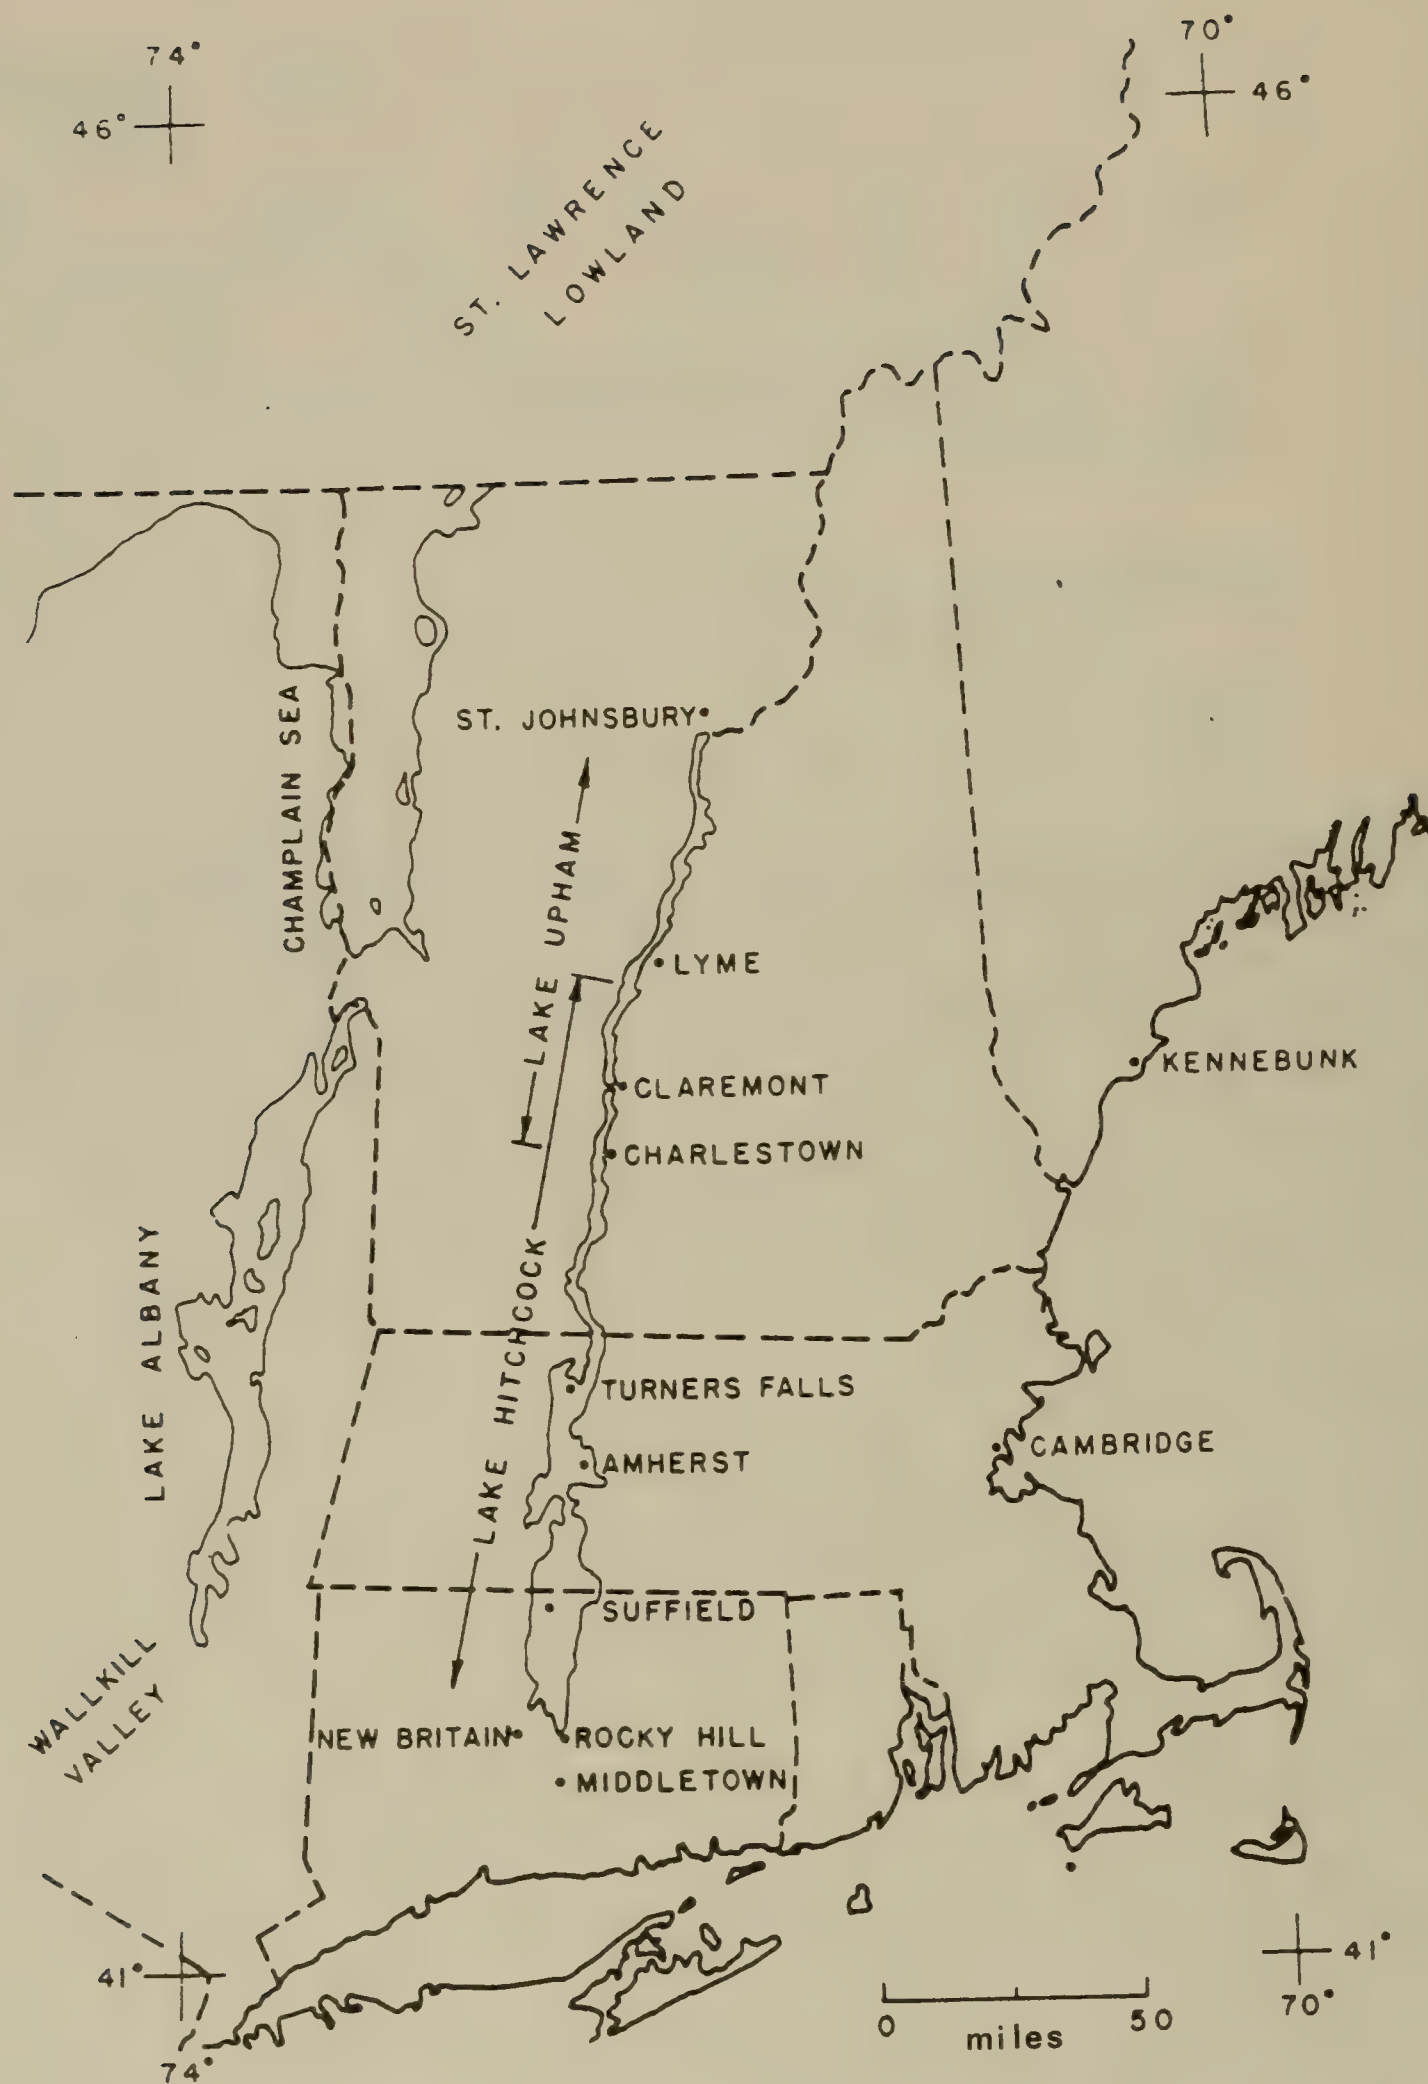 74°
70°
46°
46°
ST. LAWRENCE
LOWLAND
CHAMPLAIN SEA
ST. JOHNSBURY
LAKE UPHAM
LYME
KENNEBUNK
CLAREMONT
CHARLESTOWN
LAKE ALBANY
LAKE HITCHCOCK
TURNERS FALLS
AMHERST
CAMBRIDGE
SUFFIELD
WALLKILL
VALLEY
NEW BRITAIN
ROCKY HILL
MIDDLETOWN
41°
41°
74°
70°
0
50
miles